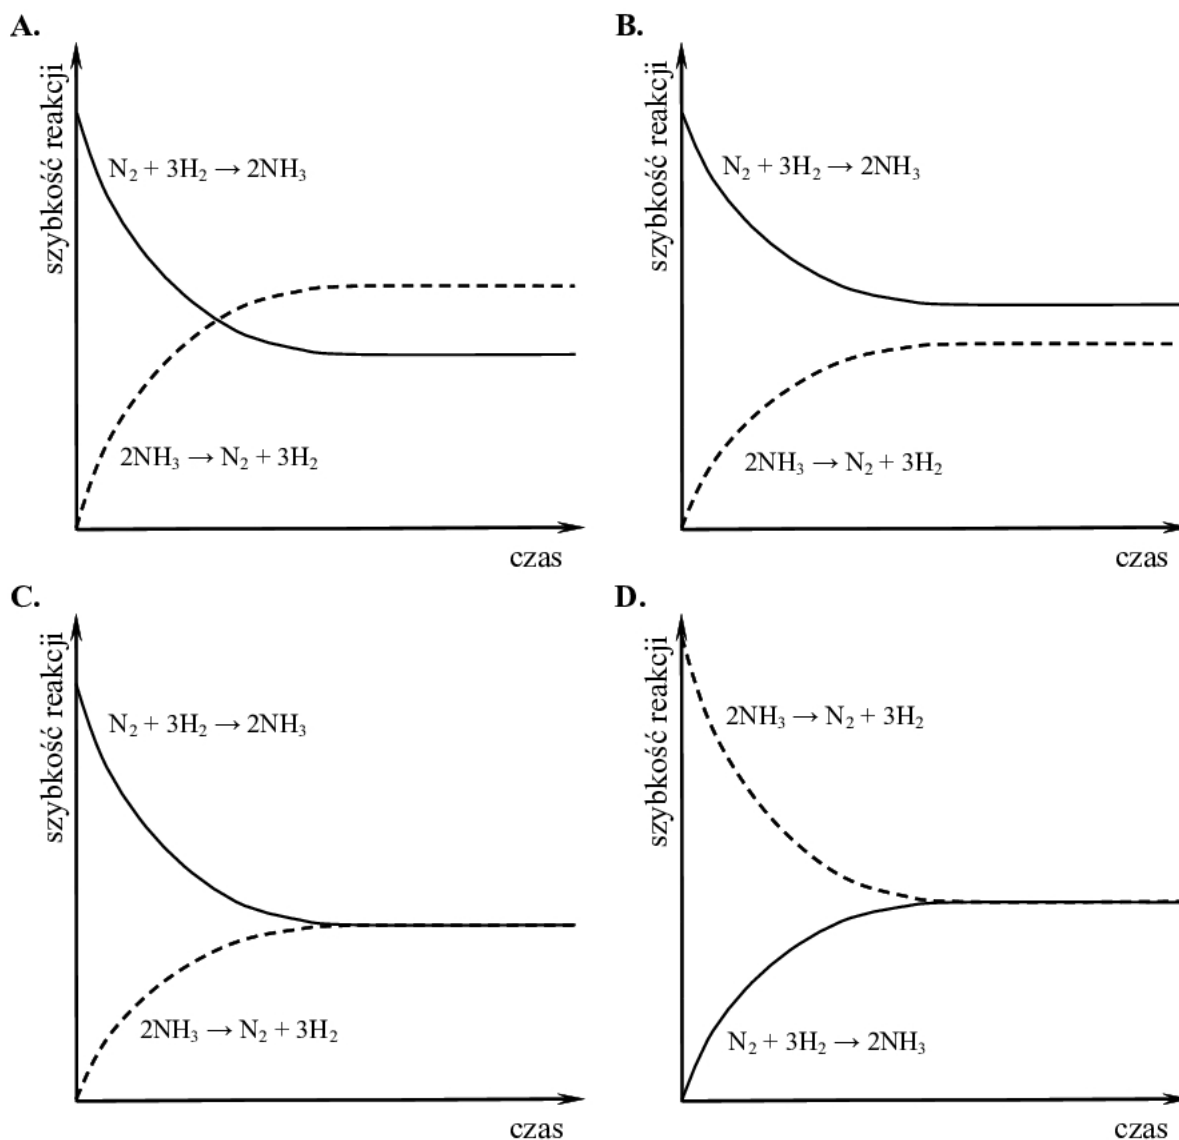 A.
szybkość reakcji
N₂ + 3H₂ → 2NH₃
2NH₃ → N₂ + 3H₂
czas
B.
szybkość reakcji
N₂ + 3H₂ → 2NH₃
2NH₃ → N₂ + 3H₂
czas
C.
szybkość reakcji
N₂ + 3H₂ → 2NH₃
2NH₃ → N₂ + 3H₂
czas
D.
szybkość reakcji
2NH₃ → N₂ + 3H₂
N₂ + 3H₂ → 2NH₃
czas